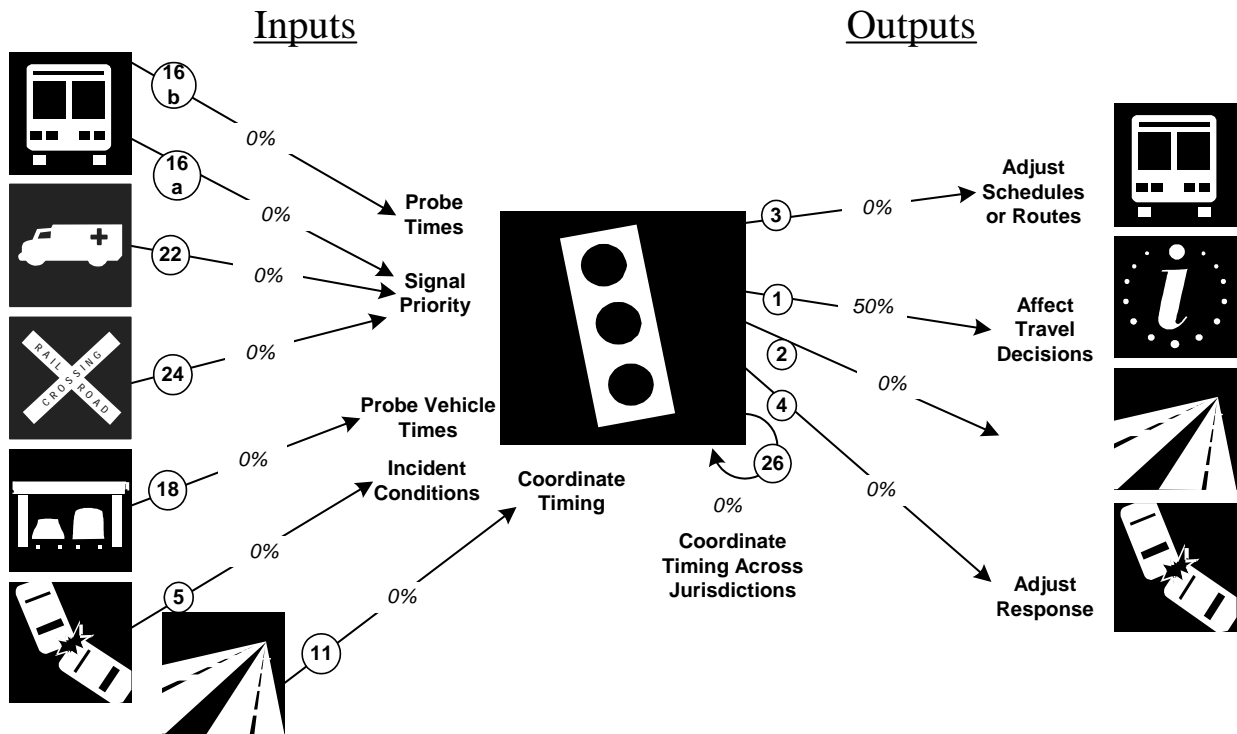 Inputs
Outputs
16
b
0%
16
a
0%
Probe
Times
22
0%
Signal
Priority
RAIL ROAD
CROSSING
24
0%
Probe Vehicle
Times
18
0%
Incident
Conditions
5
0%
11
0%
Coordinate
Timing
26
0%
Coordinate
Timing Across
Jurisdictions
3
0%
Adjust
Schedules
or Routes
1
50%
Affect
Travel
Decisions
i
2
0%
4
0%
Adjust
Response